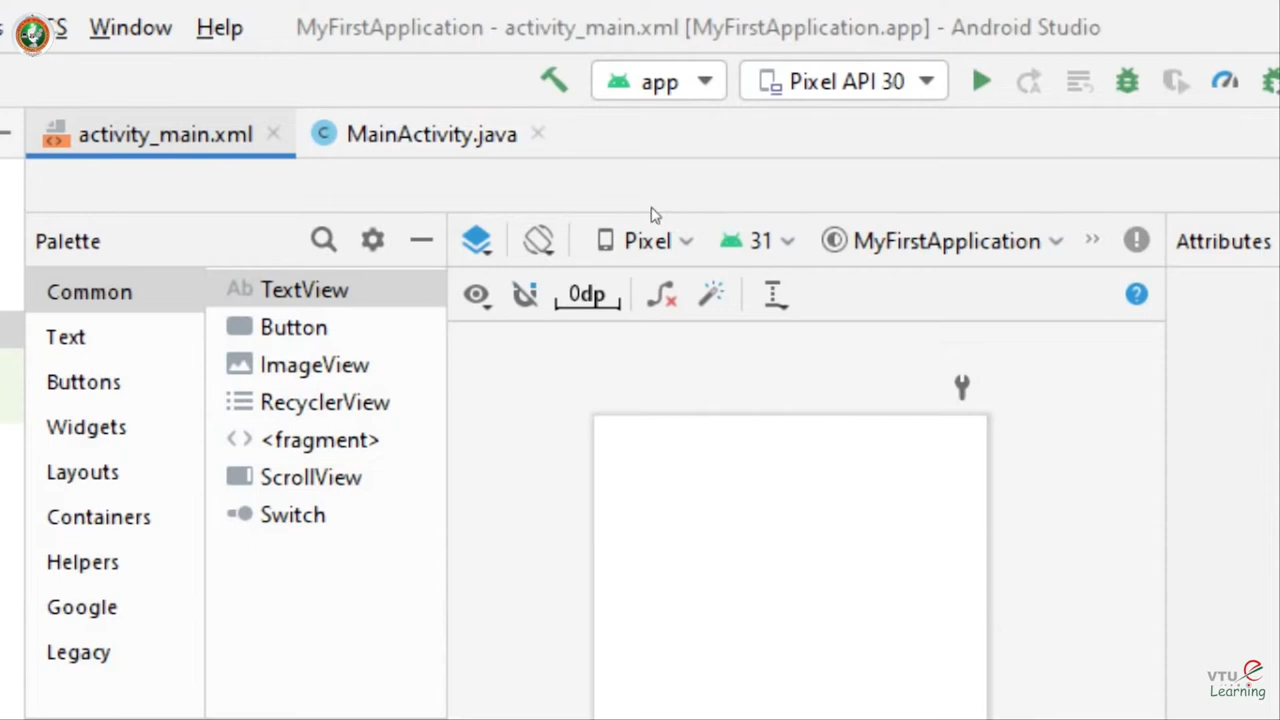 Window Help MyFirstApplication - activity_main.xml [MyFirstApplication.app] - Android Studio
app Pixel API 30
activity_main.xml MainActivity.java
Palette Pixel 31 MyFirstApplication Attributes
0dp
Common
Text
Buttons
Widgets
Layouts
Containers
Helpers
Google
Legacy
Ab TextView
Button
ImageView
RecyclerView
<fragment>
ScrollView
Switch
VTU e
Learning